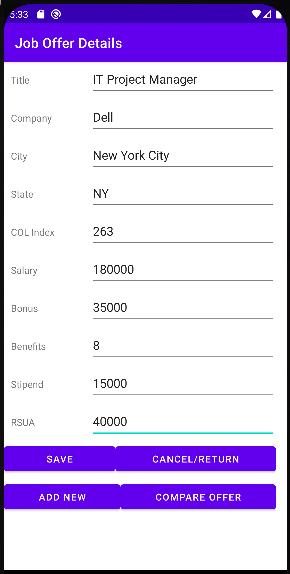 5:33
Job Offer Details
Title IT Project Manager
Company Dell
City New York City
State NY
COL Index 263
Salary 180000
Bonus 35000
Benefits 8
Stipend 15000
RSUA 40000
SAVE CANCEL/RETURN
ADD NEW COMPARE OFFER